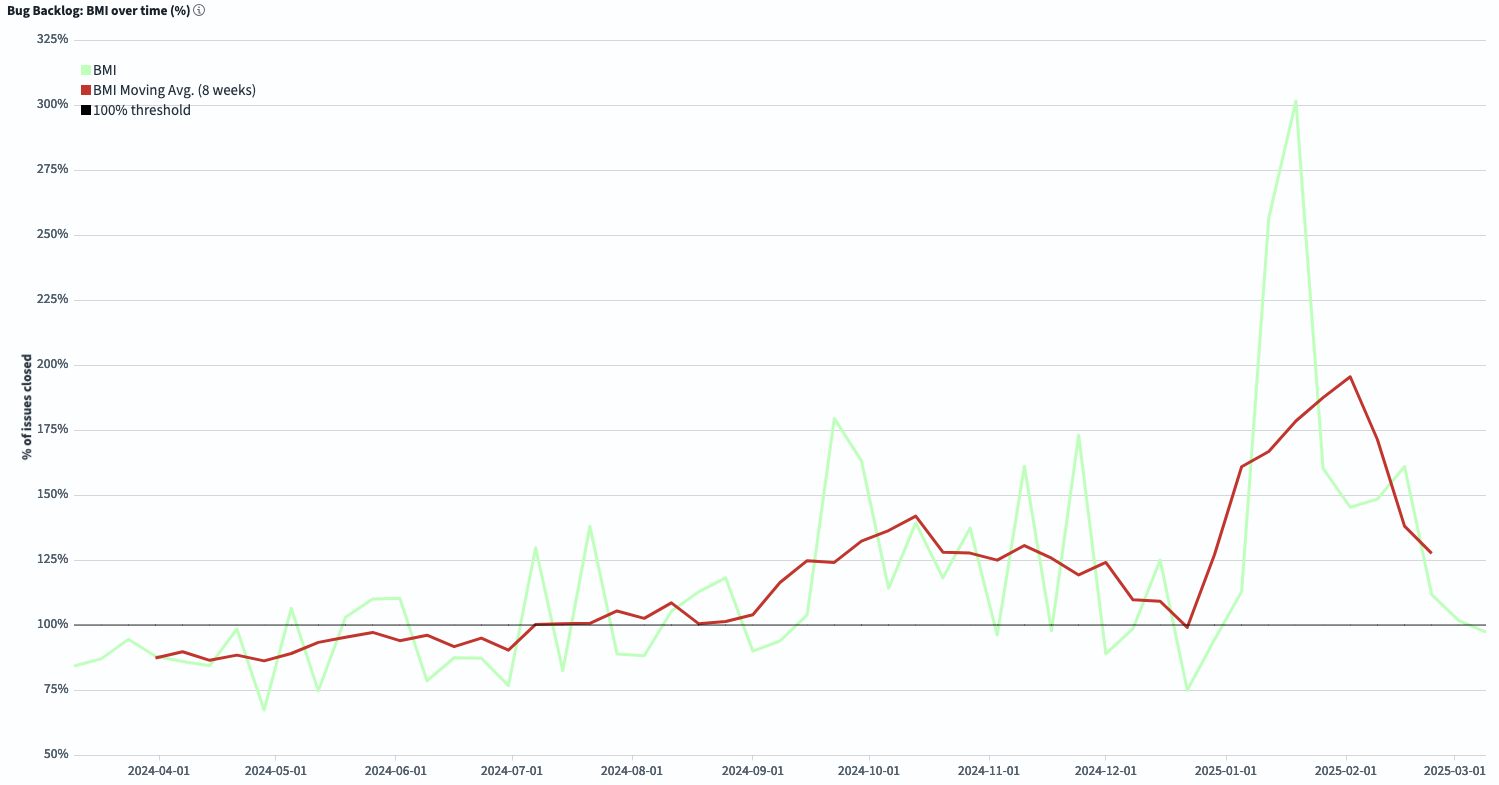 Bug Backlog: BMI over time (%)
325%
BMI
BMI Moving Avg. (8 weeks)
300%
100% threshold
275%
250%
225%
200%
175%
150%
125%
100%
75%
50%
% of issues closed
2024-04-01 2024-05-01 2024-06-01 2024-07-01 2024-08-01 2024-09-01 2024-10-01 2024-11-01 2024-12-01 2025-01-01 2025-02-01 2025-03-01